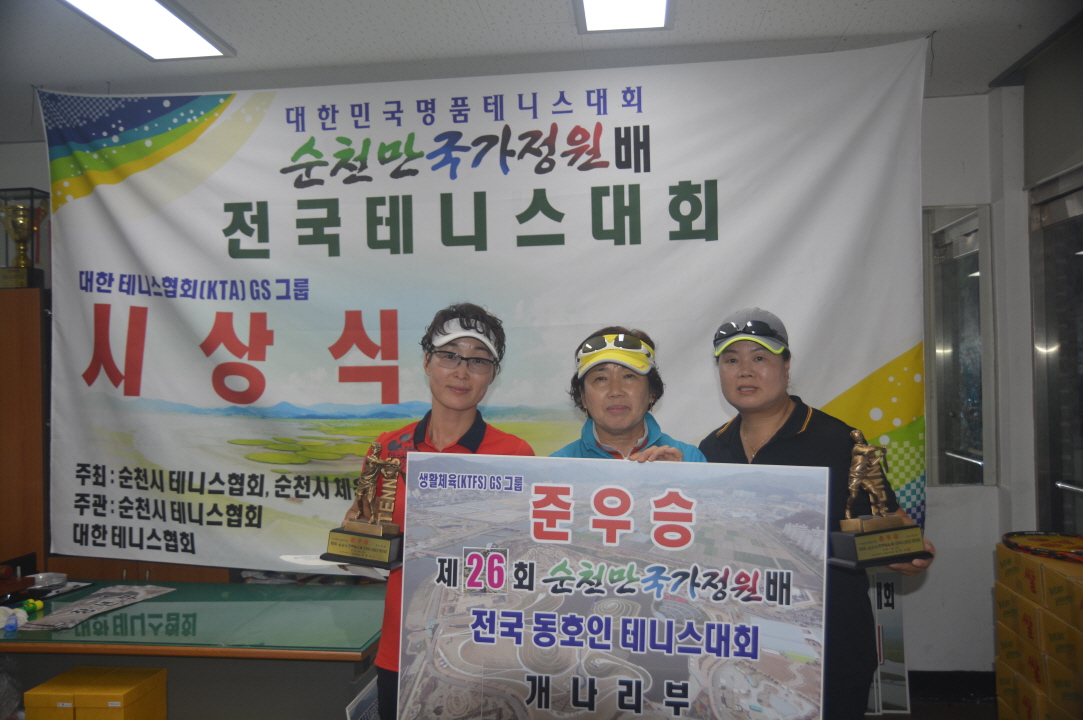 대한민국명품테니스대회
순천만국가정원배
전국테니스대회
대한 테니스협회(KTA) GS 그룹
시상식
주최 : 순천시 테니스협회, 순천시 체육
주관 : 순천시 테니스협회
대한 테니스협회
TENNIS
생활체육(KTFS) GS 그룹
준우승
제26회 순천만국가정원배
전국 동호인 테니스대회
개나리부
회